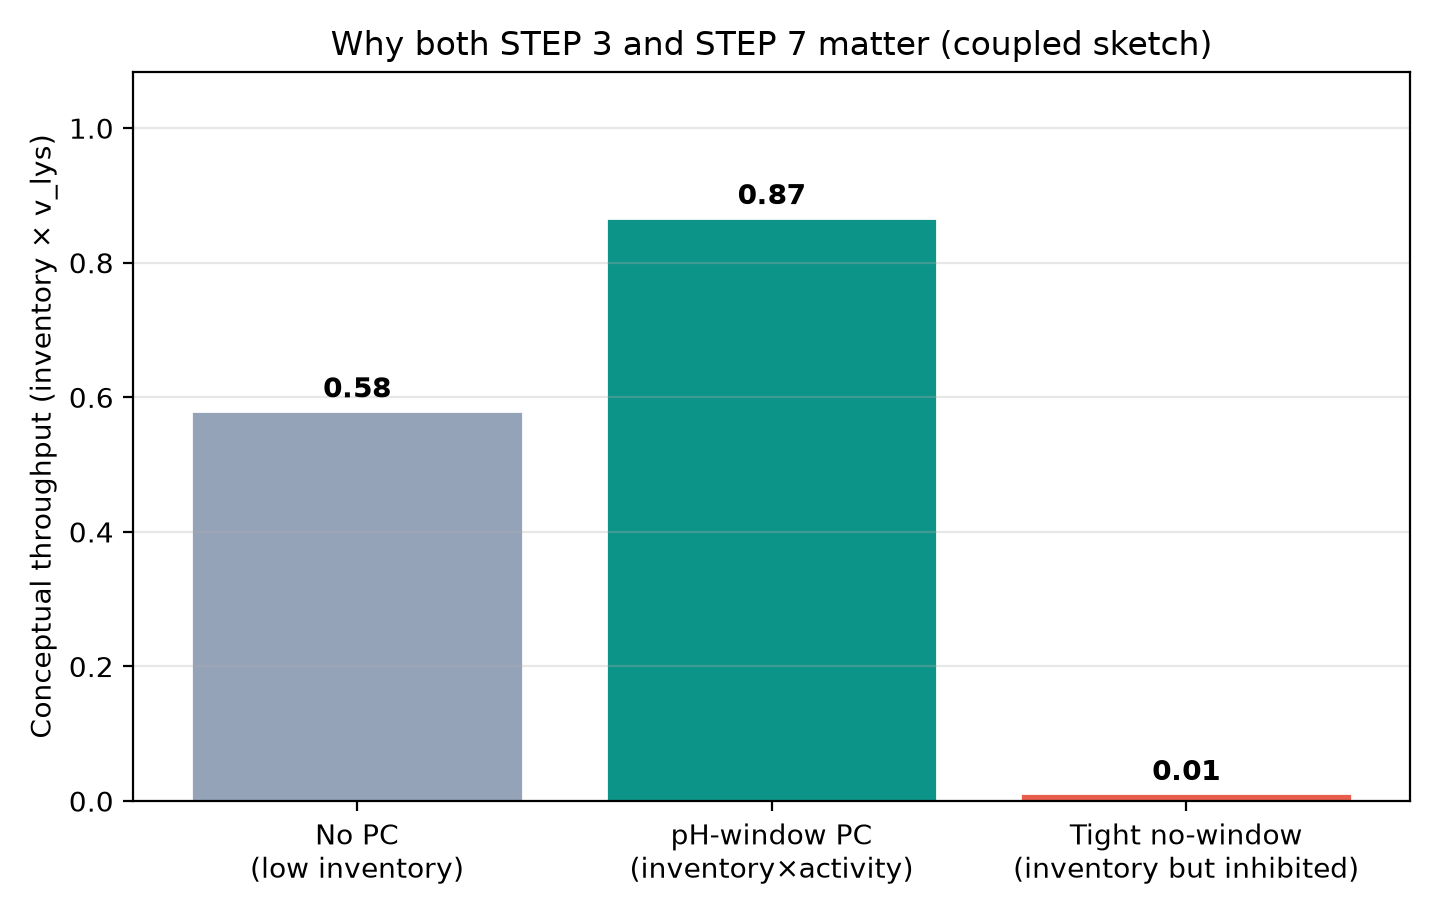 Why both STEP 3 and STEP 7 matter (coupled sketch)
Conceptual throughput (inventory × v_lys)
1.0
0.8
0.6
0.4
0.2
0.0
0.58
0.87
0.01
No PC
(low inventory)
pH-window PC
(inventory×activity)
Tight no-window
(inventory but inhibited)